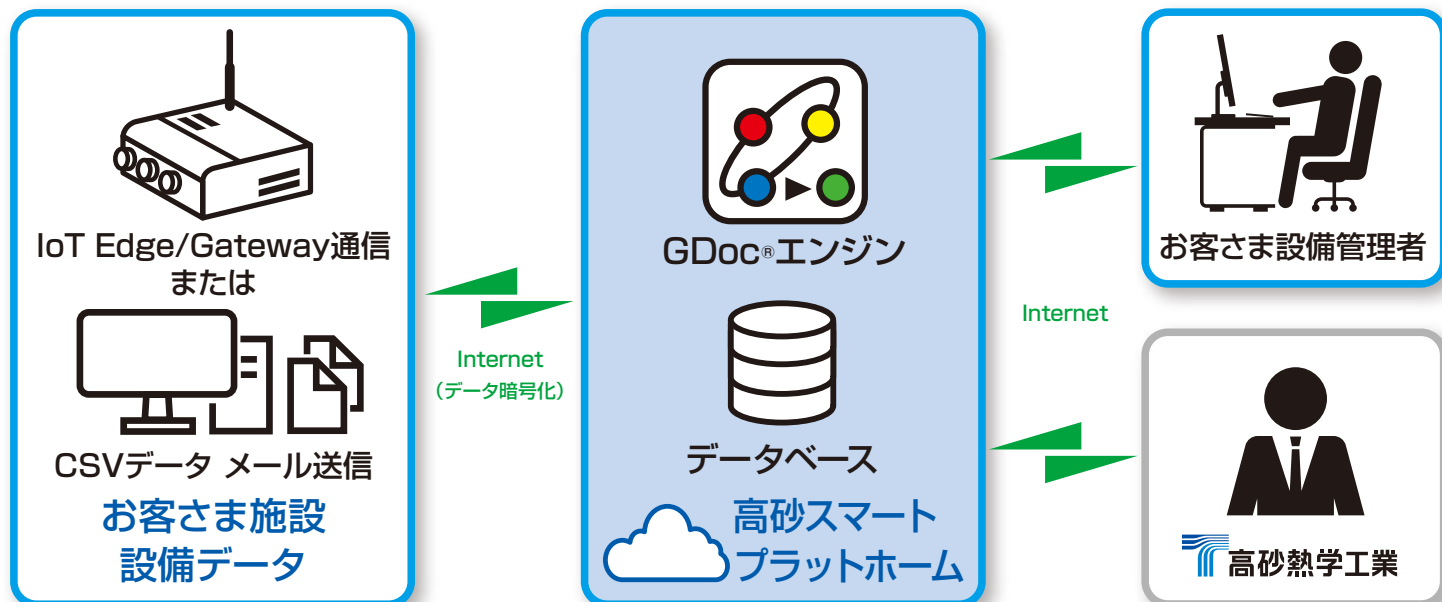 IoT Edge/Gateway通信
または
CSVデータ メール送信
お客さま施設
設備データ
Internet
(データ暗号化)
GDoc®エンジン
データベース
高砂スマート
プラットホーム
Internet
お客さま設備管理者
高砂熱学工業